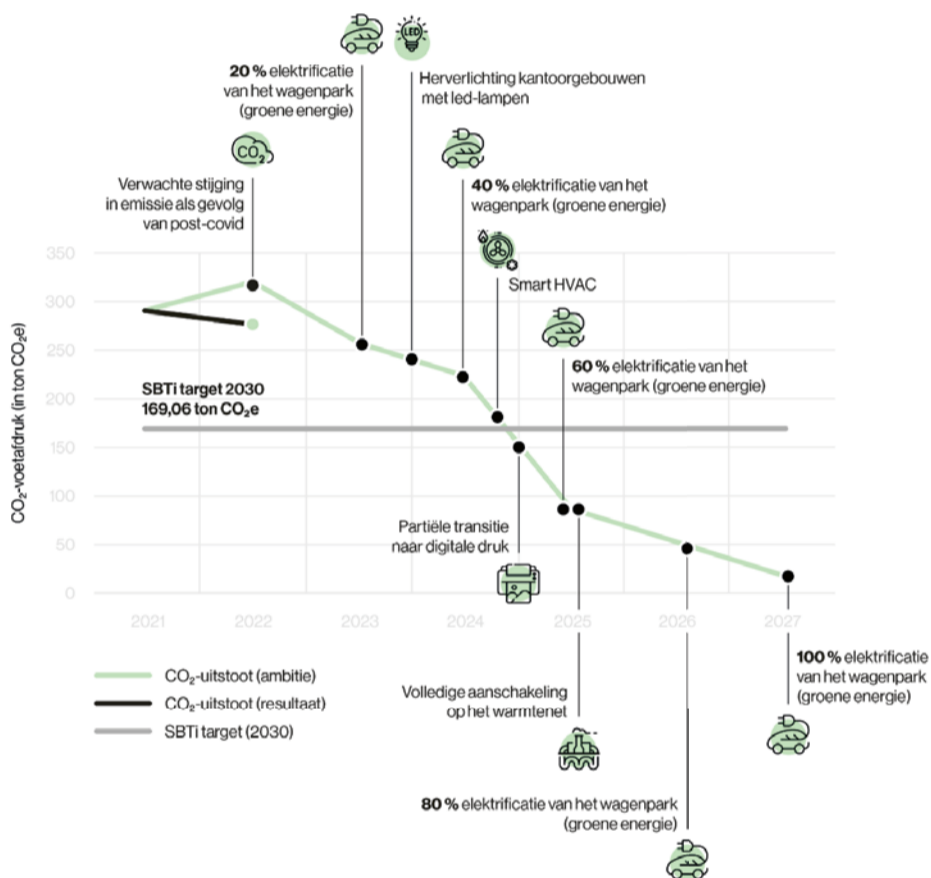 LED
20 % elektrificatie
van het wagenpark
(groene energie)
Herverlichting kantoorgebouwen
met led-lampen
CO₂
Verwachte stijging
in emissie als gevolg
van post-covid
40 % elektrificatie van het
wagenpark (groene energie)
Smart HVAC
60 % elektrificatie van het
wagenpark (groene energie)
CO₂-voetafdruk (in ton CO₂e)
350
300
250
200
150
100
50
0
SBTi target 2030
169,06 ton CO₂e
Partiële transitie
naar digitale druk
2021
2022
2023
2024
2025
2026
2027
CO₂-uitstoot (ambitie)
CO₂-uitstoot (resultaat)
SBTi target (2030)
Volledige aanschakeling
op het warmtenet
100 % elektrificatie
van het wagenpark
(groene energie)
80 % elektrificatie van het wagenpark
(groene energie)